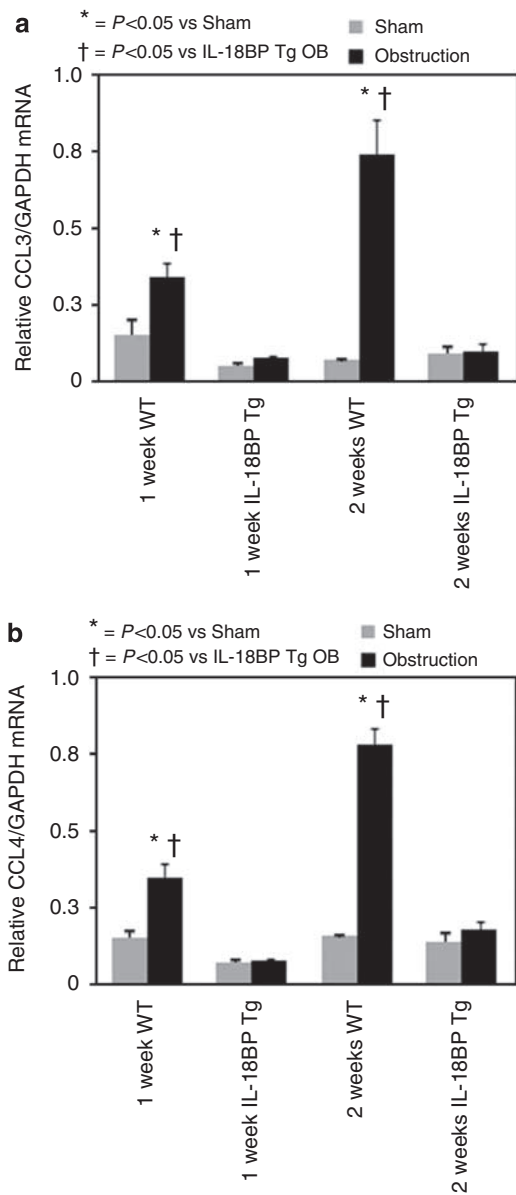 a
* = P<0.05 vs Sham
† = P<0.05 vs IL-18BP Tg OB
Sham
Obstruction
Relative CCL3/GAPDH mRNA
1.0
0.8
0.5
0.3
0
* †
* †
1 week WT
1 week IL-18BP Tg
2 weeks WT
2 weeks IL-18BP Tg
b
* = P<0.05 vs Sham
† = P<0.05 vs IL-18BP Tg OB
Sham
Obstruction
Relative CCL4/GAPDH mRNA
1.0
0.8
0.5
0.3
0
* †
* †
1 week WT
1 week IL-18BP Tg
2 weeks WT
2 weeks IL-18BP Tg